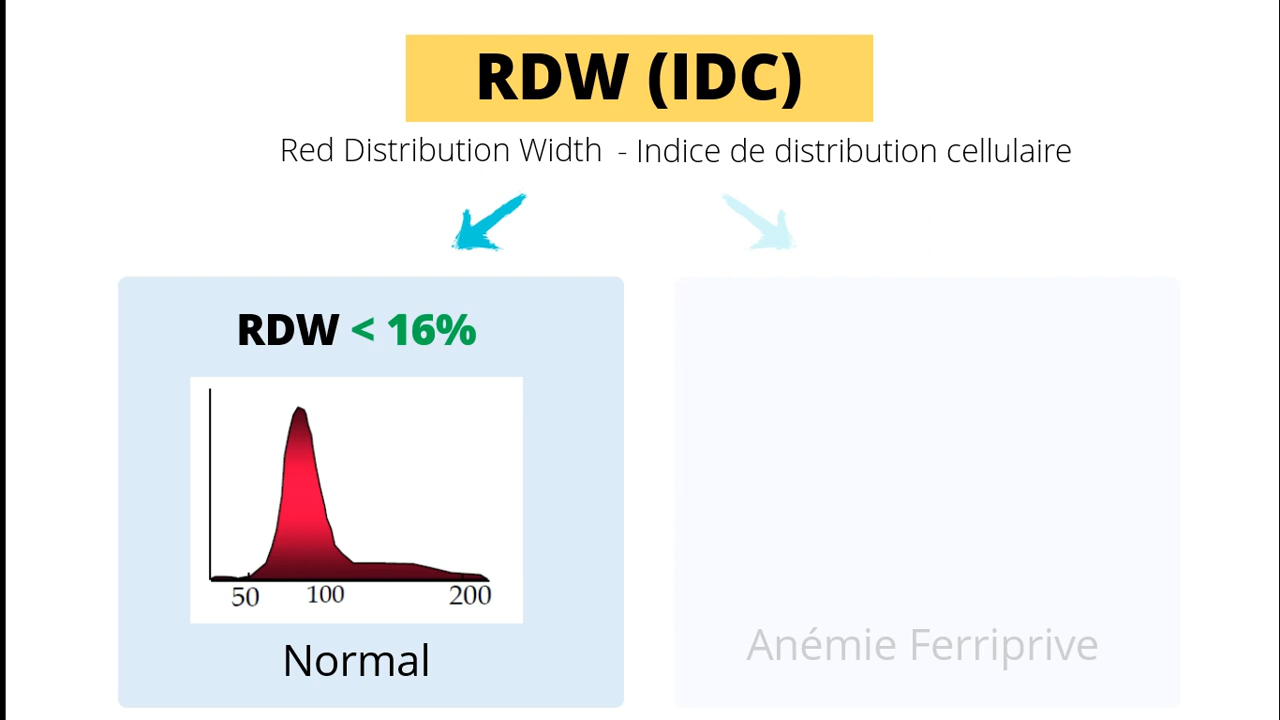 RDW (IDC)
Red Distribution Width - Indice de distribution cellulaire
RDW < 16%
50 100 200
Normal
Anémie Ferriprive